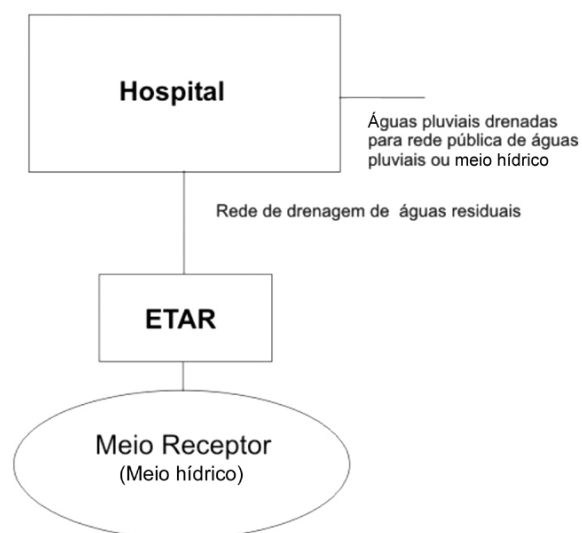 Hospital
Águas pluviais drenadas
para rede pública de águas
pluviais ou meio hídrico
Rede de drenagem de águas residuais
ETAR
Meio Receptor
(Meio hídrico)